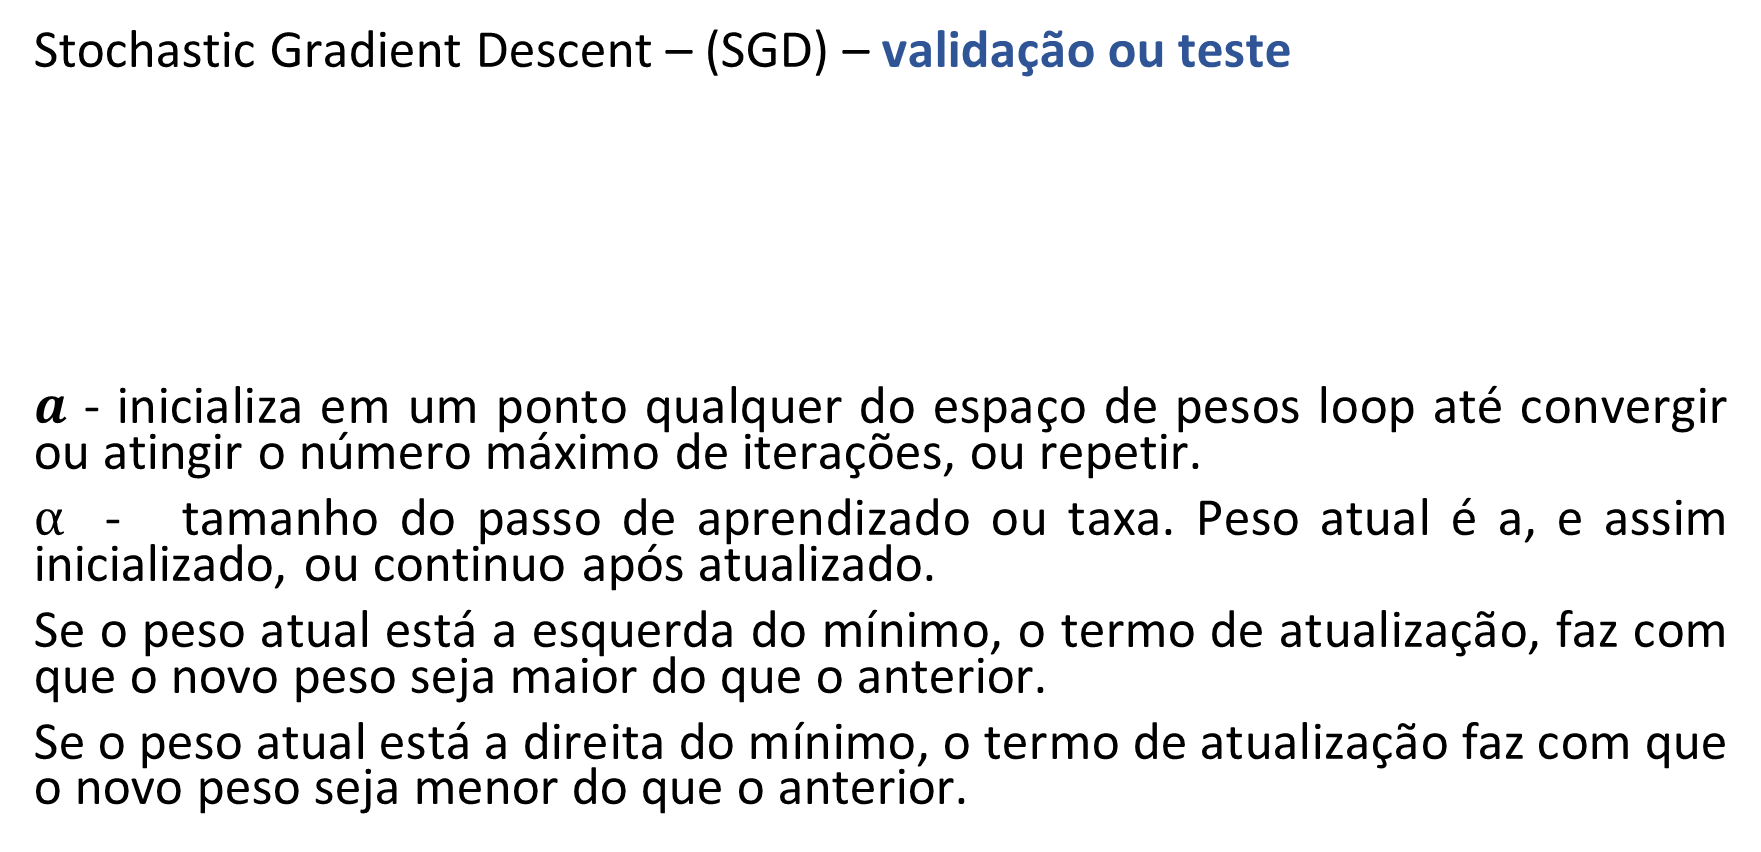 Stochastic Gradient Descent – (SGD) – validação ou teste
a - inicializa em um ponto qualquer do espaço de pesos loop até convergir
ou atingir o número máximo de iterações, ou repetir.
α - tamanho do passo de aprendizado ou taxa. Peso atual é a, e assim
inicializado, ou continuo após atualizado.
Se o peso atual está a esquerda do mínimo, o termo de atualização, faz com
que o novo peso seja maior do que o anterior.
Se o peso atual está a direita do mínimo, o termo de atualização faz com que
o novo peso seja menor do que o anterior.